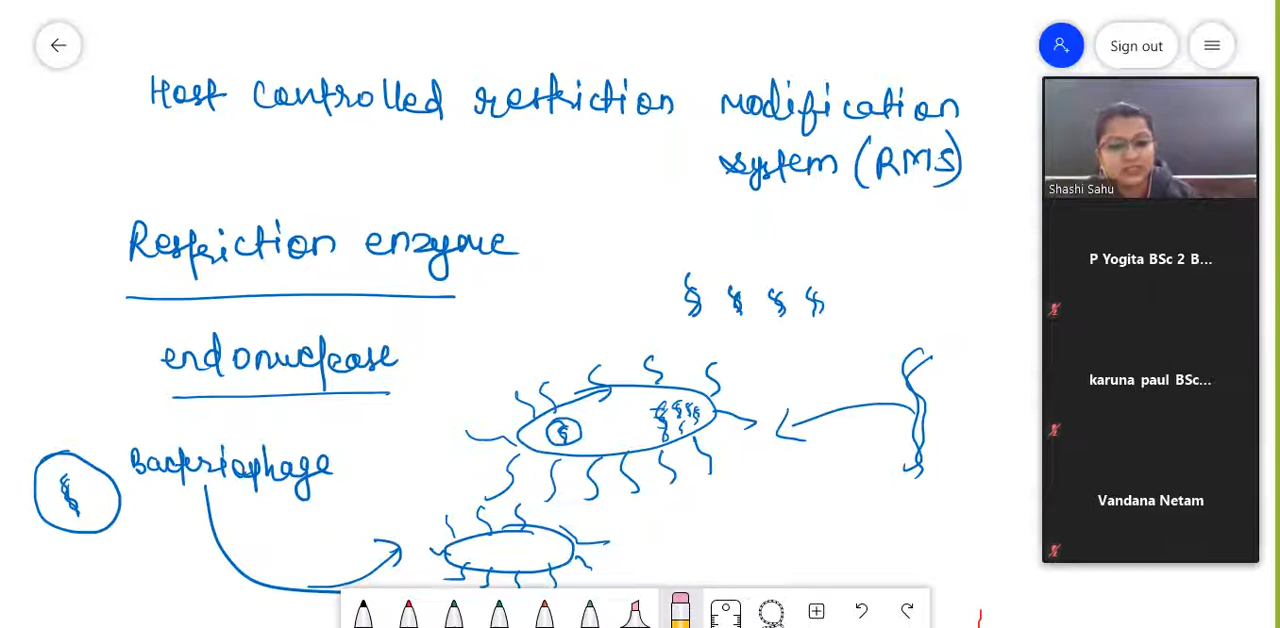 Sign out
Host controlled restriction modification
system (RMS)
Restriction enzyme
endonuclease
Bacteriophage
Shashi Sahu
P Yogita BSc 2 B...
karuna paul BSc...
Vandana Netam